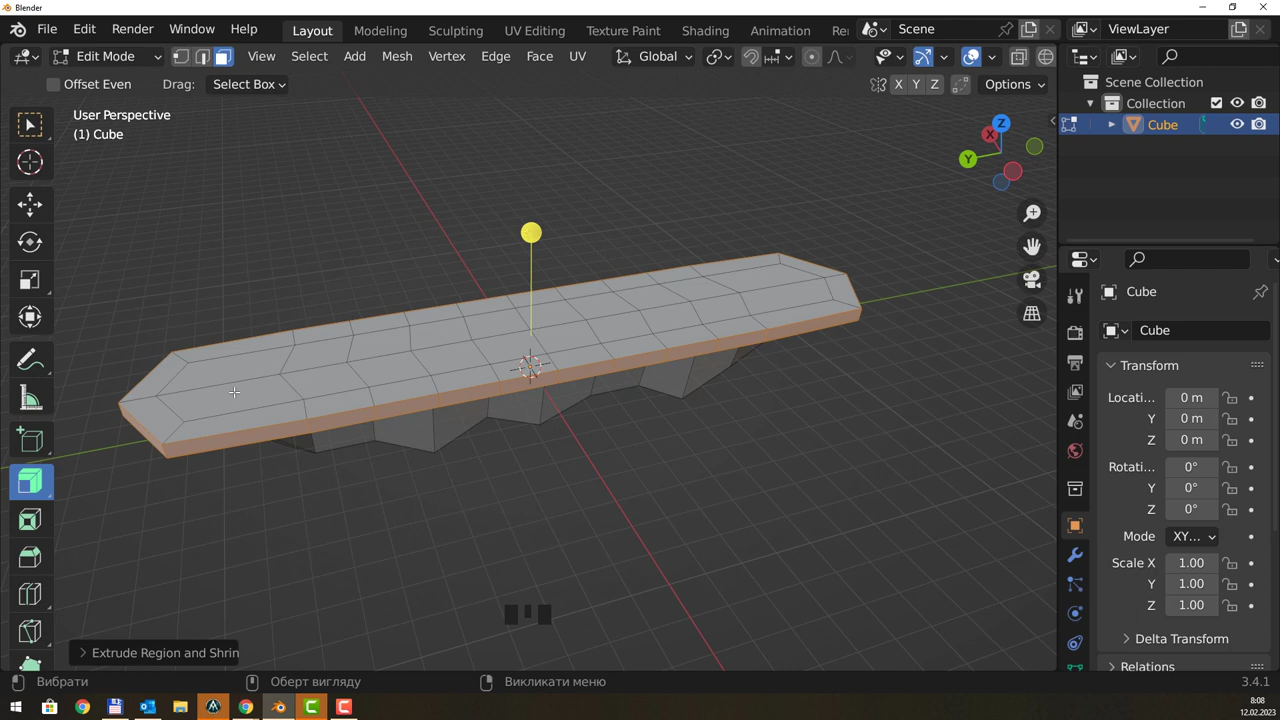 Blender
File Edit Render Window Help Layout Modeling Sculpting UV Editing Texture Paint Shading Animation Re Scene ViewLayer
Edit Mode View Select Add Mesh Vertex Edge Face UV Global
Offset Even Drag: Select Box X Y Z Options
Scene Collection
Collection
Cube
User Perspective
(1) Cube
Z
X
Y
Cube
Cube
Transform
Locati... 0 m
Y 0 m
Z 0 m
Rotati... 0°
Y 0°
Z 0°
Mode XY...
Scale X 1.00
Y 1.00
Z 1.00
Delta Transform
Relations
Extrude Region and Shrin
Вибрати Оберт вигляду Викликати меню 3.4.1
8:08
12.02.2023